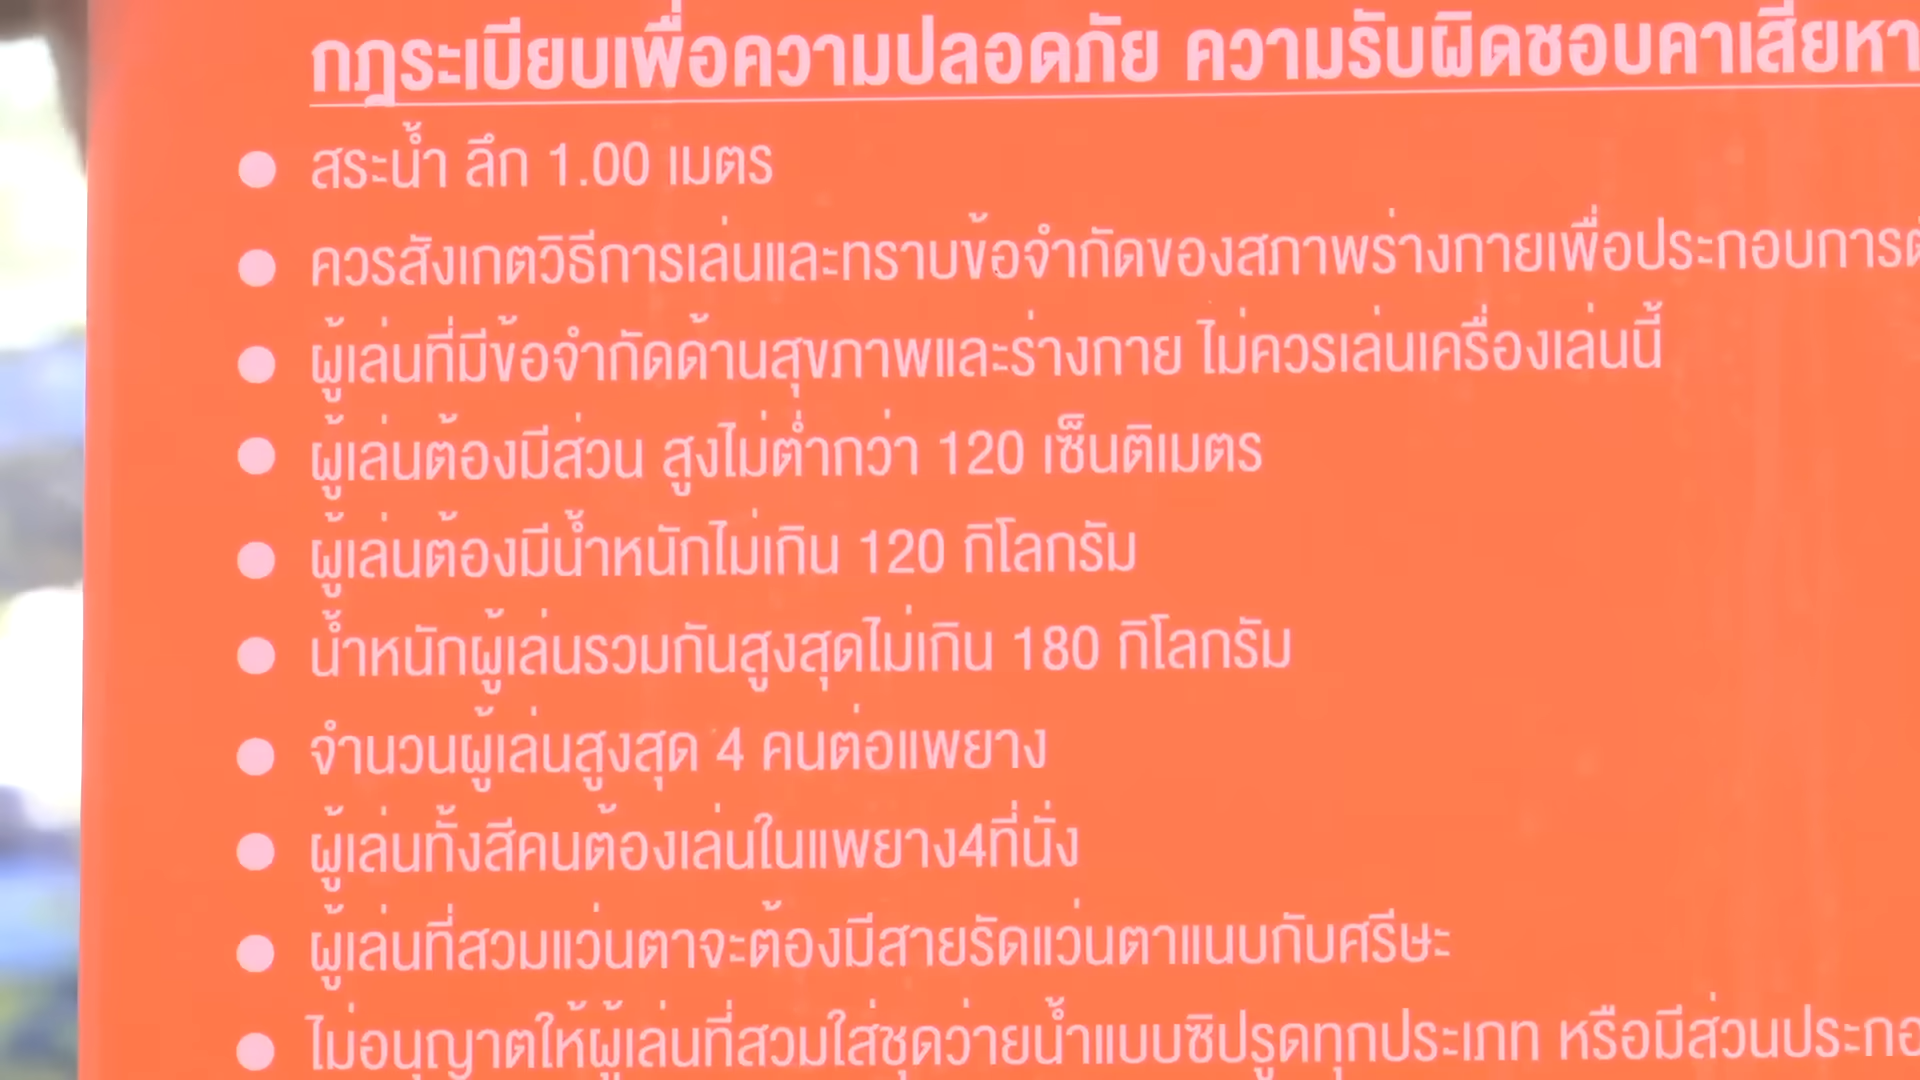 กฎระเบียบเพื่อความปลอดภัย ความรับผิดชอบคาเสียหา
● สระน้ำ ลึก 1.00 เมตร
● ควรสังเกตวิธีการเล่นและทราบข้อจำกัดของสภาพร่างกายเพื่อประกอบการ
● ผู้เล่นที่มีข้อจำกัดด้านสุขภาพและร่างกาย ไม่ควรเล่นเครื่องเล่นนี้
● ผู้เล่นต้องมีส่วน สูงไม่ต่ำกว่า 120 เซ็นติเมตร
● ผู้เล่นต้องมีน้ำหนักไม่เกิน 120 กิโลกรัม
● น้ำหนักผู้เล่นรวมกันสูงสุดไม่เกิน 180 กิโลกรัม
● จำนวนผู้เล่นสูงสุด 4 คนต่อแพยาง
● ผู้เล่นทั้งสี่คนต้องเล่นในแพยาง4ที่นั่ง
● ผู้เล่นที่สวมแว่นตาจะต้องมีสายรัดแว่นตาแนบกับศรีษะ
● ไม่อนุญาตให้ผู้เล่นที่สวมใส่ชุดว่ายน้ำแบบซิปรูดทุกประเภท หรือมีส่วนประกอ